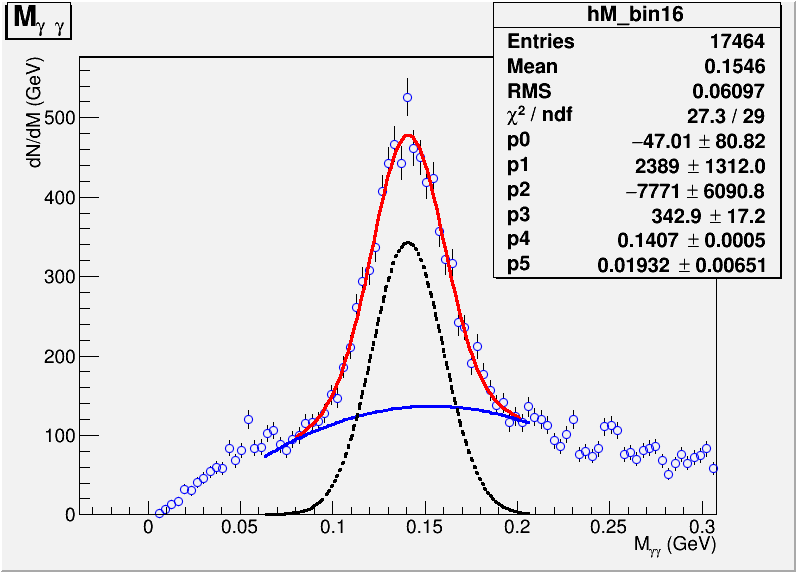 M γ γ
hM_bin16
Entries 17464
Mean 0.1546
RMS 0.06097
χ² / ndf 27.3 / 29
p0 −47.01 ± 80.82
p1 2389 ± 1312.0
p2 −7771 ± 6090.8
p3 342.9 ± 17.2
p4 0.1407 ± 0.0005
p5 0.01932 ± 0.00651
dN/dM (GeV)
500
400
300
200
100
0
0 0.05 0.1 0.15 0.2 0.25 0.3
M γγ (GeV)